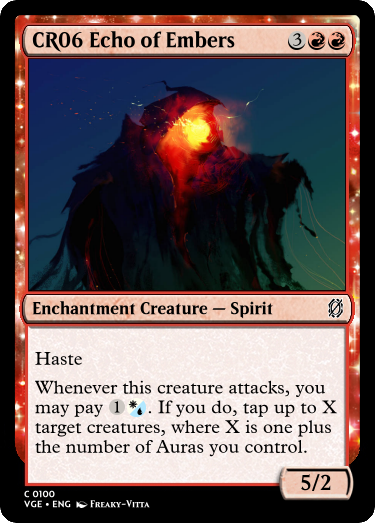 CR06 Echo of Embers 3
Enchantment Creature — Spirit
Haste
Whenever this creature attacks, you
may pay 1 . If you do, tap up to X
target creatures, where X is one plus
the number of Auras you control.
5/2
C 0100
VGE • ENG Freaky-Vitta